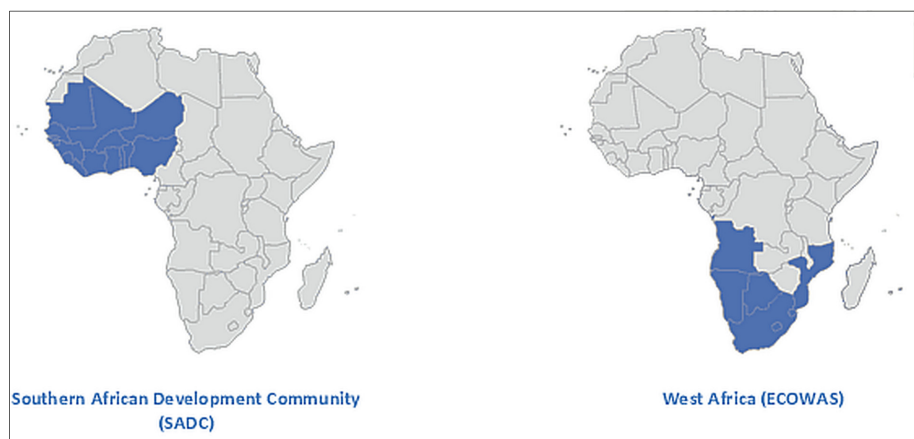 Southern African Development Community
(SADC)
West Africa (ECOWAS)